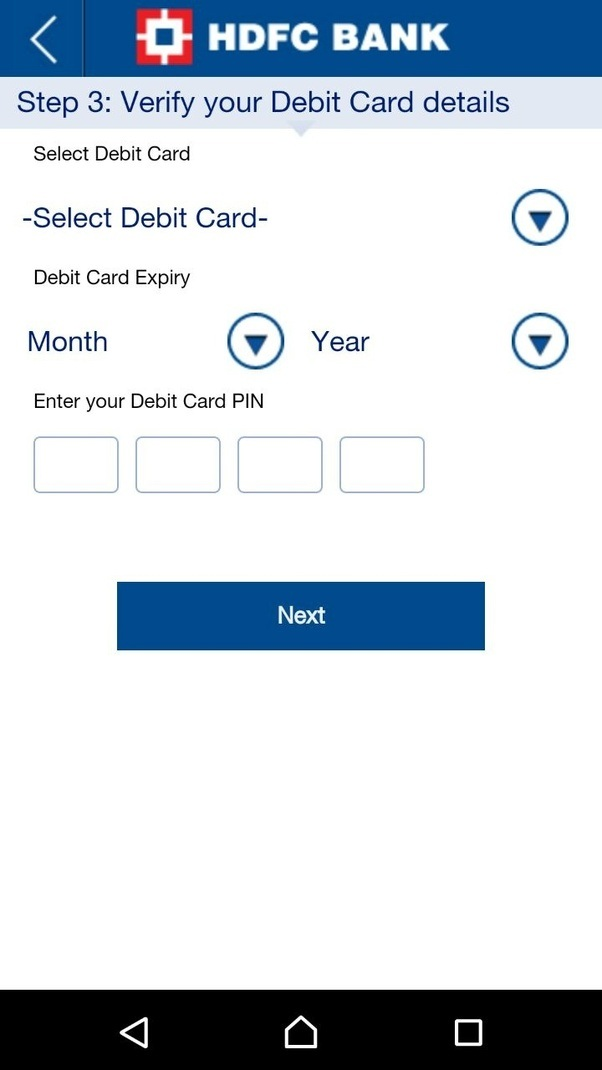 HDFC BANK
Step 3: Verify your Debit Card details
Select Debit Card
-Select Debit Card-
Debit Card Expiry
Month Year
Enter your Debit Card PIN
Next